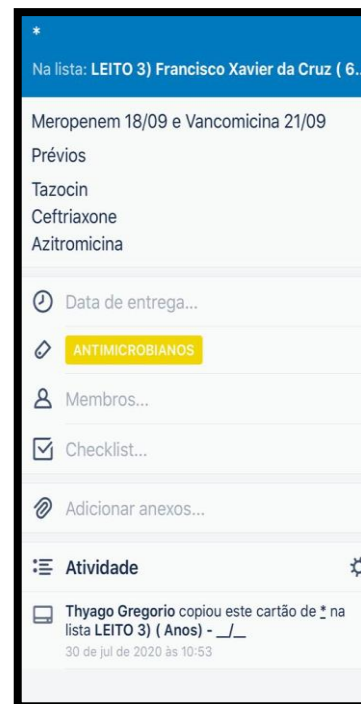 *
Na lista: LEITO 3) Francisco Xavier da Cruz ( 6..
Meropenem 18/09 e Vancomicina 21/09
Prévios
Tazocin
Ceftriaxone
Azitromicina
Data de entrega...
ANTIMICROBIANOS
Membros...
Checklist...
Adicionar anexos...
Atividade
Thyago Gregorio copiou este cartão de * na
lista LEITO 3) ( Anos) - __/__
30 de jul de 2020 às 10:53